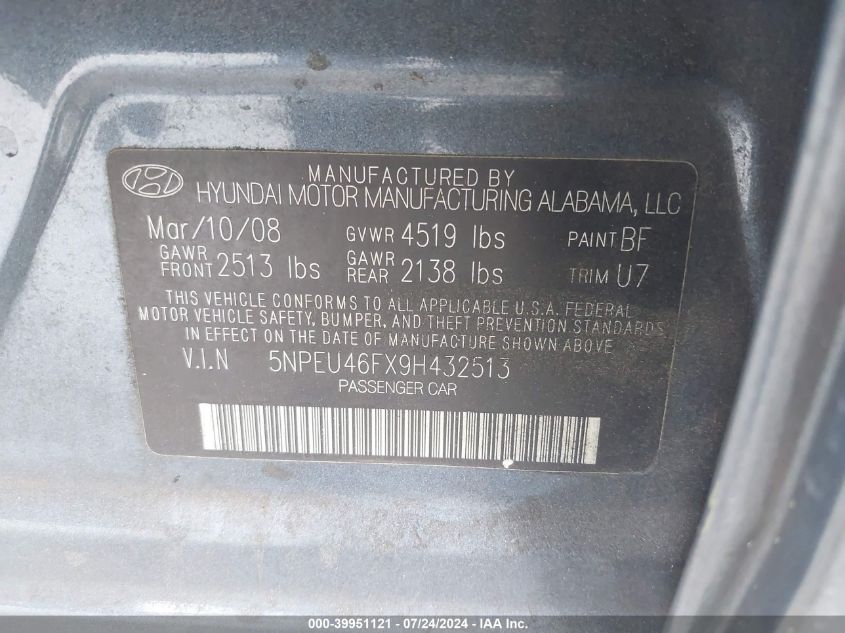 MANUFACTURED BY
HYUNDAI MOTOR MANUFACTURING ALABAMA, LLC
Mar/10/08 GVWR 4519 lbs PAINT BF
GAWR FRONT 2513 lbs GAWR REAR 2138 lbs TRIM U7
THIS VEHICLE CONFORMS TO ALL APPLICABLE U.S.A. FEDERAL
MOTOR VEHICLE SAFETY, BUMPER, AND THEFT PREVENTION STANDARDS
IN EFFECT ON THE DATE OF MANUFACTURE SHOWN ABOVE.
V.I.N 5NPEU46FX9H432513
PASSENGER CAR
000-39951121 - 07/24/2024 - IAAI.COM